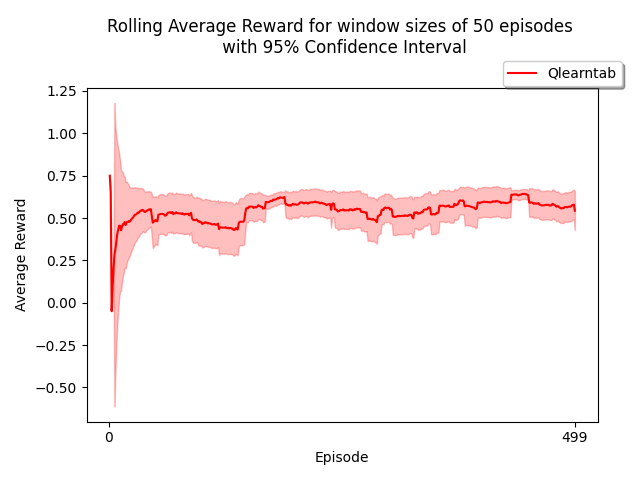 Rolling Average Reward for window sizes of 50 episodes
with 95% Confidence Interval
Qlearntab
1.25
1.00
0.75
0.50
0.25
0.00
−0.25
−0.50
Average Reward
0
499
Episode